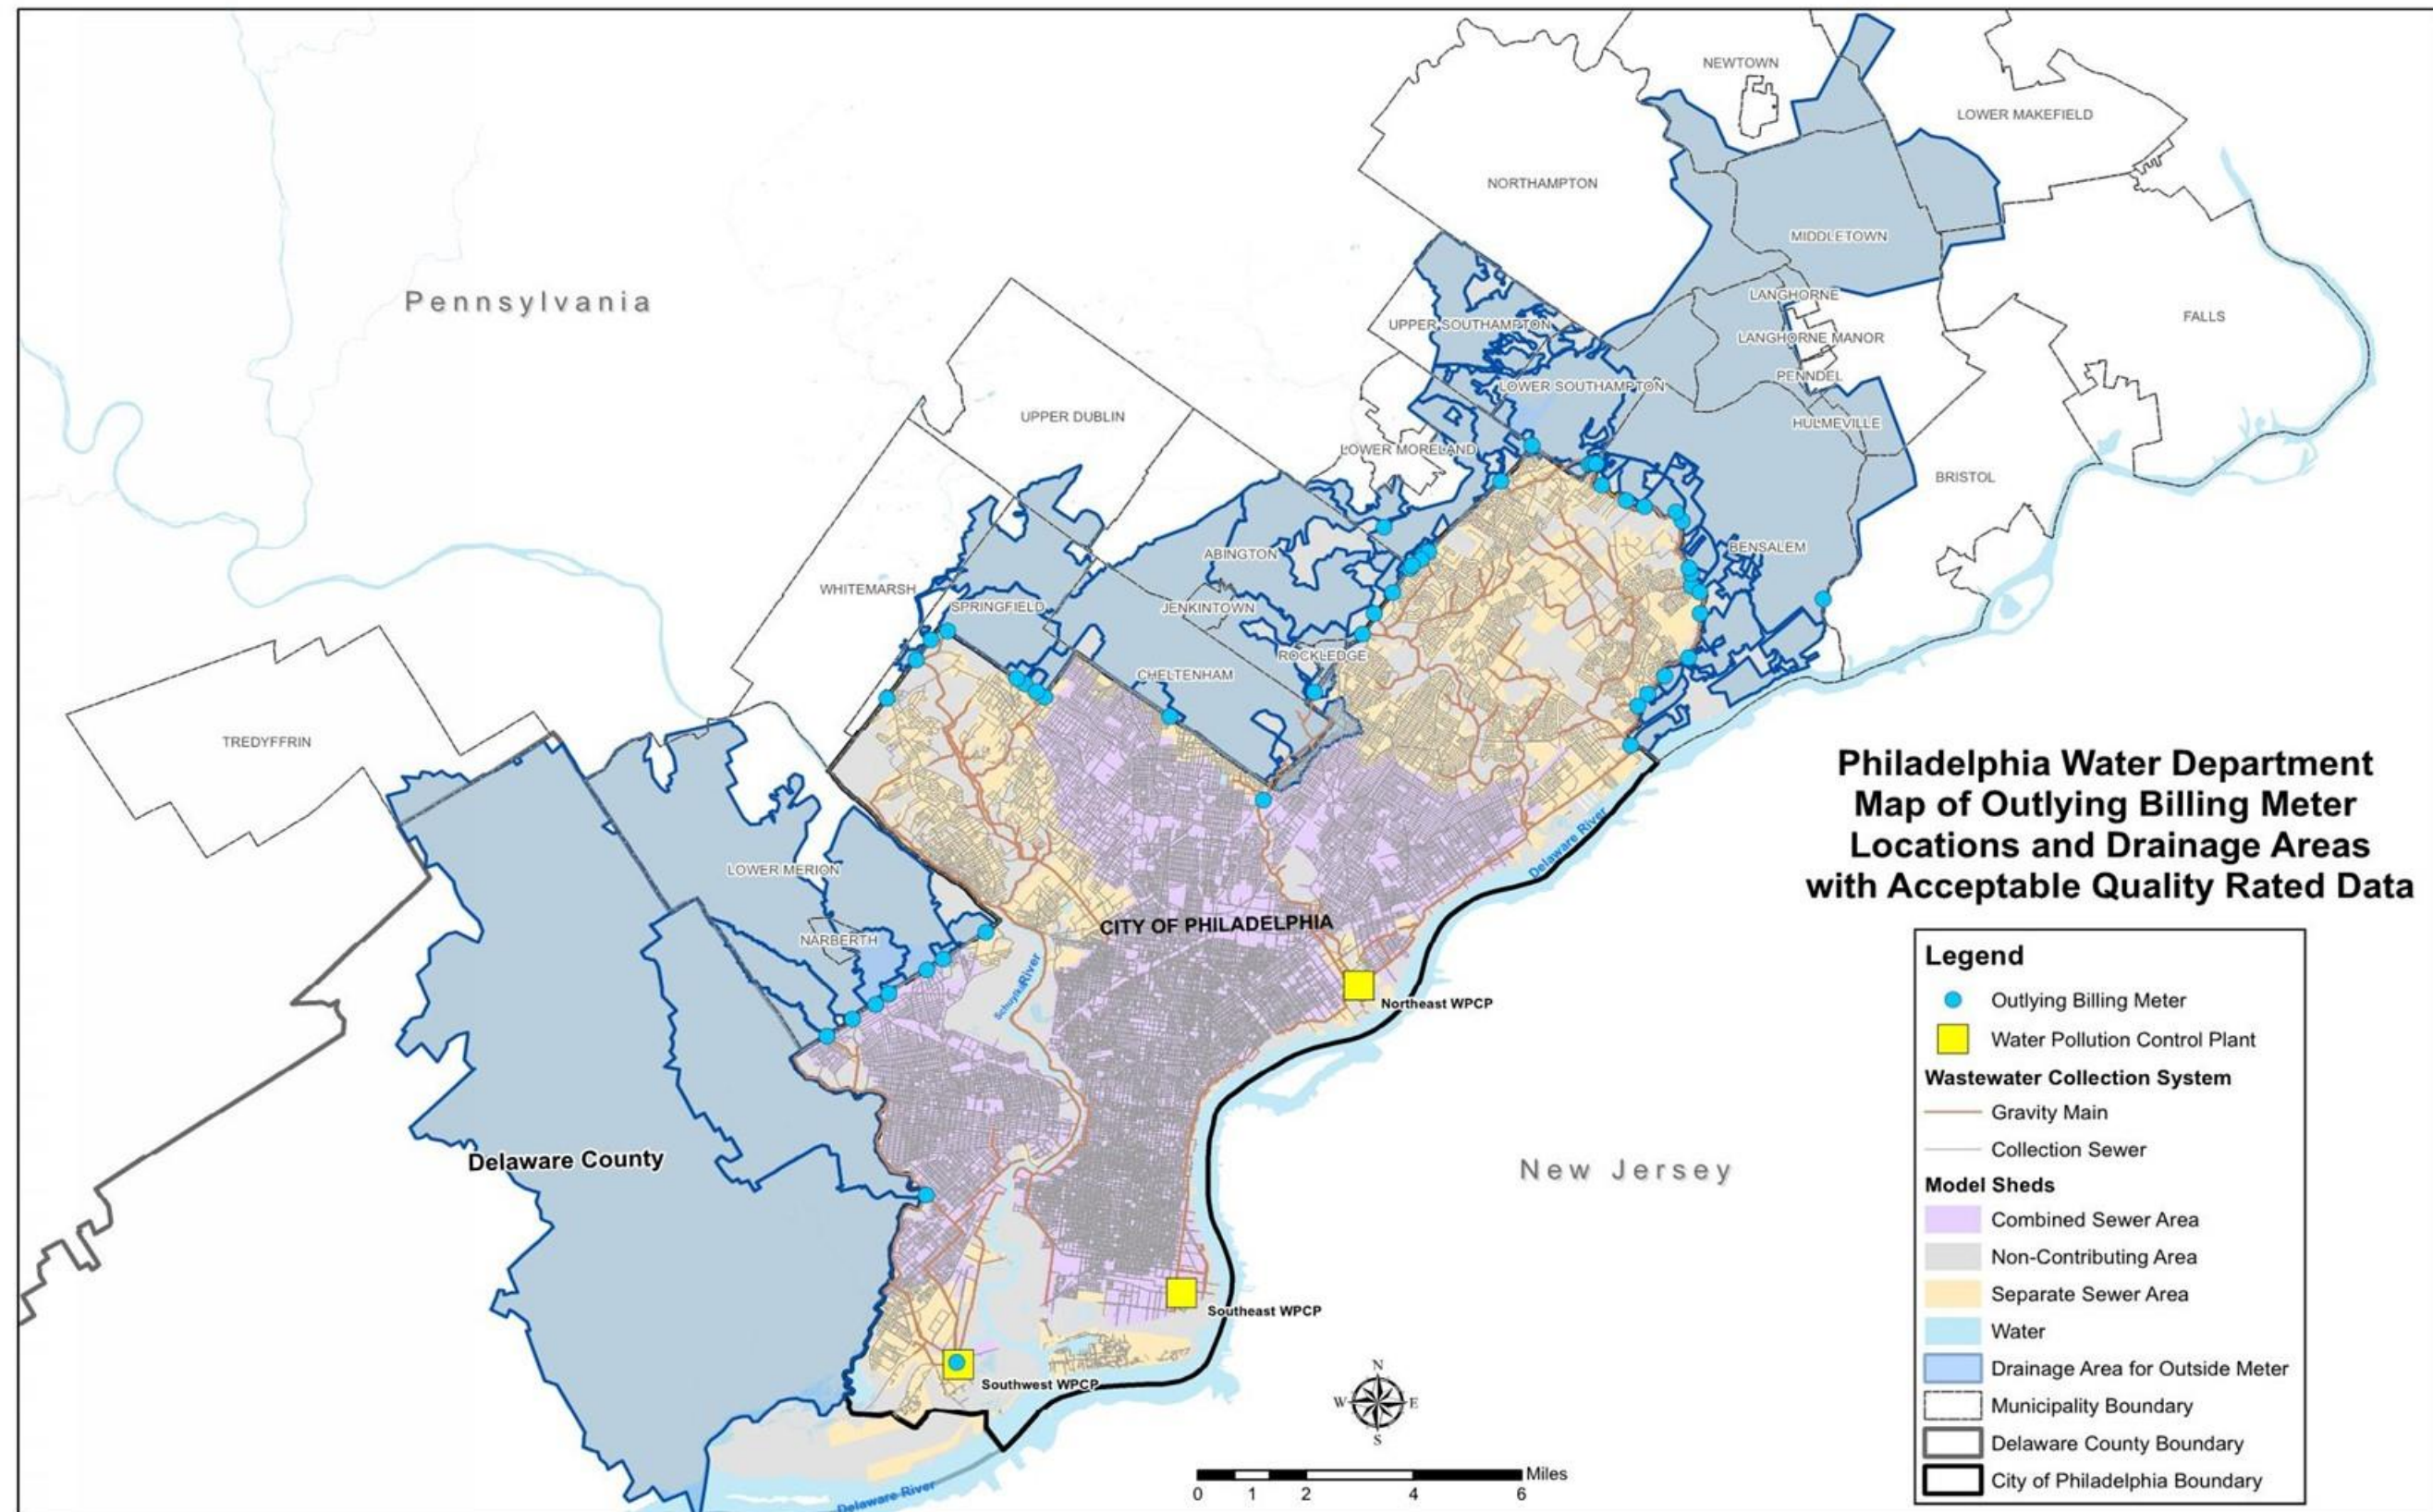 NEWTOWN
LOWER MAKEFIELD
NORTHAMPTON
MIDDLETOWN
Pennsylvania
LANGHORNE
FALLS
UPPER SOUTHAMPTON
LANGHORNE MANOR
PENNDEL
LOWER SOUTHAMPTON
UPPER DUBLIN
HULMEVILLE
LOWER MORELAND
BRISTOL
BENSALEM
ABINGTON
WHITEMARSH
SPRINGFIELD
JENKINTOWN
ROCKLEDGE
CHELTENHAM
TREDYFFRIN
Philadelphia Water Department
Map of Outlying Billing Meter
Locations and Drainage Areas
with Acceptable Quality Rated Data
Delaware River
LOWER MERION
CITY OF PHILADELPHIA
NARBERTH
River
Northeast WPCP
Delaware County
New Jersey
Southeast WPCP
Southwest WPCP
Delaware River
N
W E
S
Miles
0 1 2 4 6
Legend
Outlying Billing Meter
Water Pollution Control Plant
Wastewater Collection System
Gravity Main
Collection Sewer
Model Sheds
Combined Sewer Area
Non-Contributing Area
Separate Sewer Area
Water
Drainage Area for Outside Meter
Municipality Boundary
Delaware County Boundary
City of Philadelphia Boundary